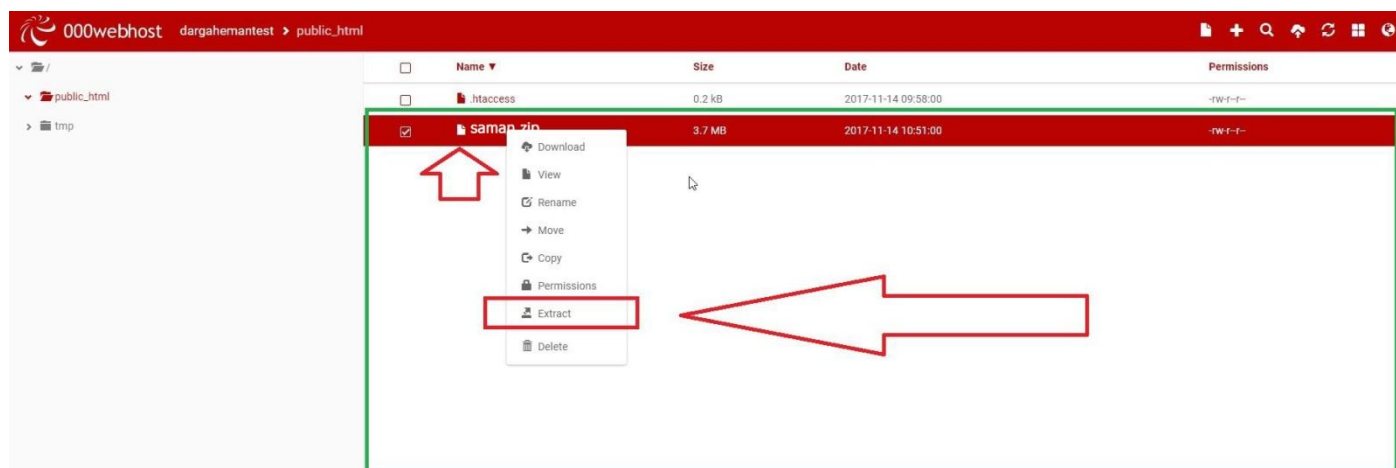 000webhost dargahemantest > public_html
/
public_html
tmp
Name ▼ Size Date Permissions
.htaccess 0.2 kB 2017-11-14 09:58:00 -rw-r--r--
saman.zip 3.7 MB 2017-11-14 10:51:00 -rw-r--r--
Download
View
Rename
Move
Copy
Permissions
Extract
Delete